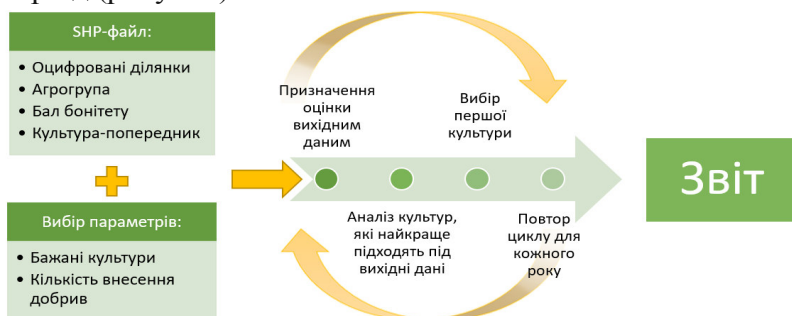 SHP-файл:
• Оцифровані ділянки
• Агрогрупа
• Бал бонітету
• Культура-попередник
Вибір параметрів:
• Бажані культури
• Кількість внесення
добрив
Призначення
оцінки
вихідним
даним
Аналіз культур,
які найкраще
підходять під
вихідні дані
Вибір
першої
культури
Повтор
циклу для
кожного
року
Звіт